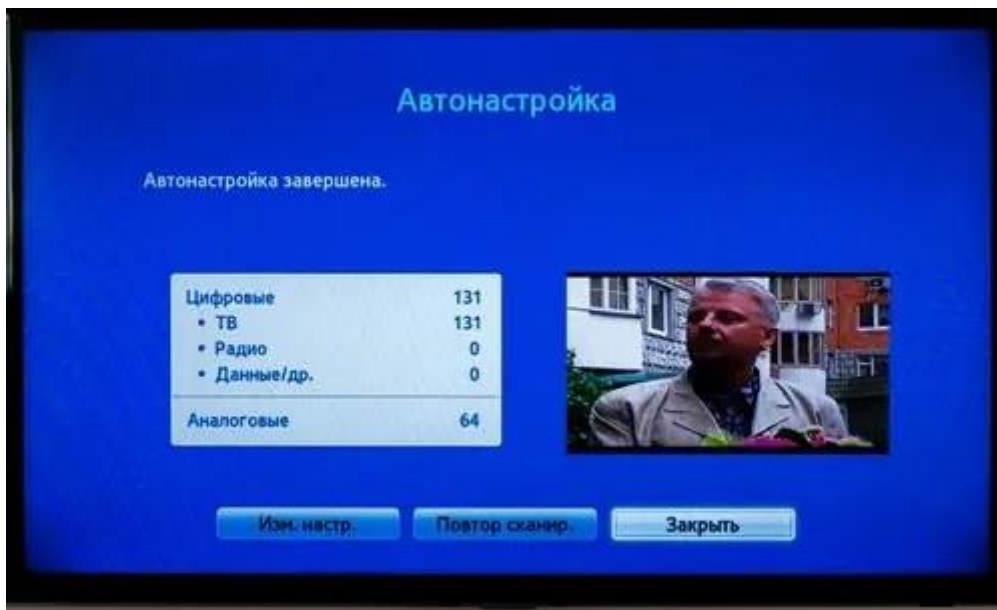 Автонастройка
Автонастройка завершена.
Цифровые 131
• ТВ 131
• Радио 0
• Данные/др. 0
Аналоговые 64
Изм. настр. Повтор сканир. Закрыть